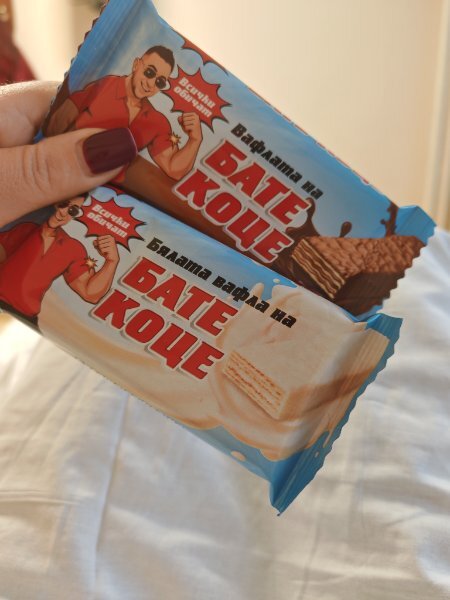 Всички
обичат
Вафлата на
БАТЕ
КОЦЕ
Всички
обичат
Бялата вафла на
БАТЕ
КОЦЕ